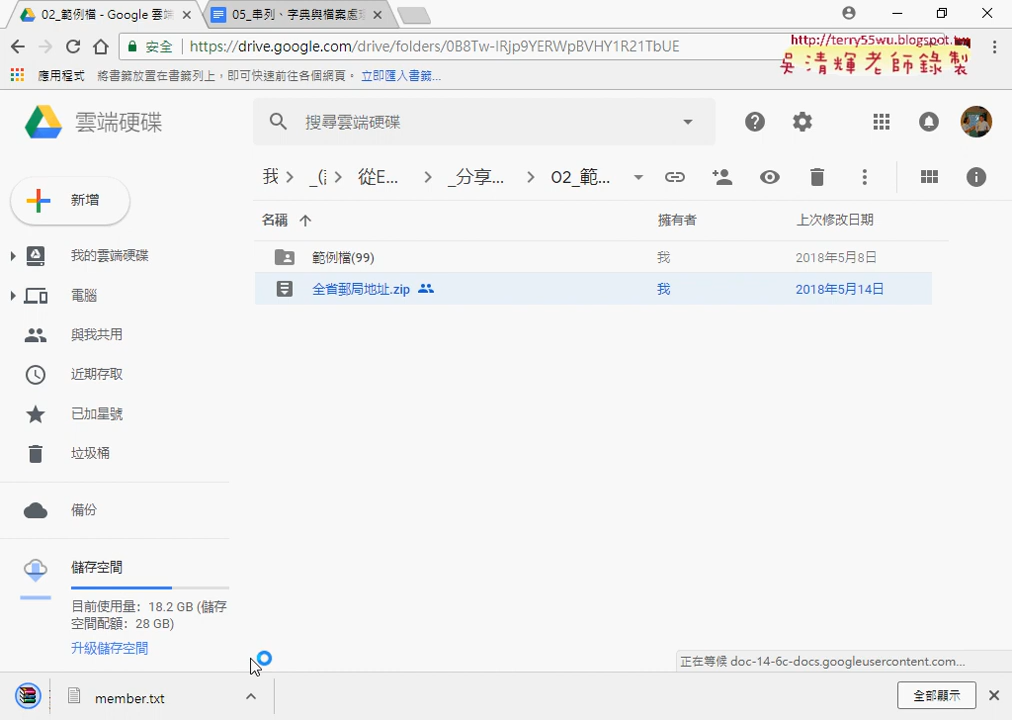 02_範例檔 - Google 雲端
05_串列、字典與檔案處理
安全
https://drive.google.com/drive/folders/0B8Tw-IRjp9YERWpBVHY1R21TbUE
http://terry55wu.blogspot.tw
吳清輝老師錄製
應用程式
將書籤放置在書籤列上，即可快速前往各個網頁。
立即匯入書籤...
雲端硬碟
搜尋雲端硬碟
新增
我 > _(記 > 從E... > _分享... > 02_範...
名稱
擁有者
上次修改日期
範例檔(99)
我
2018年5月8日
全省郵局地址.zip
我
2018年5月14日
我的雲端硬碟
電腦
與我共用
近期存取
已加星號
垃圾桶
備份
儲存空間
目前使用量：18.2 GB (儲存
空間配額：28 GB)
升級儲存空間
正在等候 doc-14-6c-docs.googleusercontent.com...
member.txt
全部顯示